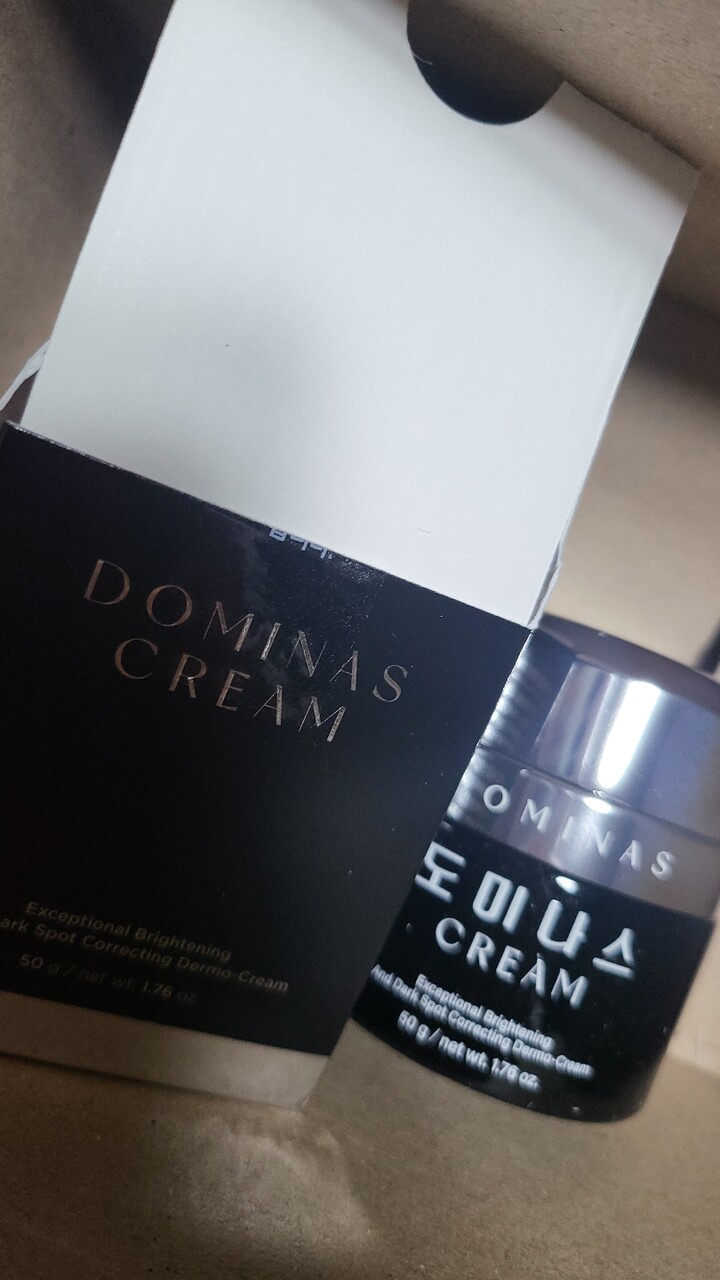 DOMINAS
CREAM
Exceptional Brightening
Dark Spot Correcting Dermo-Cream
50 g / net wt. 1.76 oz.
OMINAS
도미나스
CREAM
Exceptional Brightening
And Dark Spot Correcting Dermo-Cream
50 g / net wt. 1.76 oz.